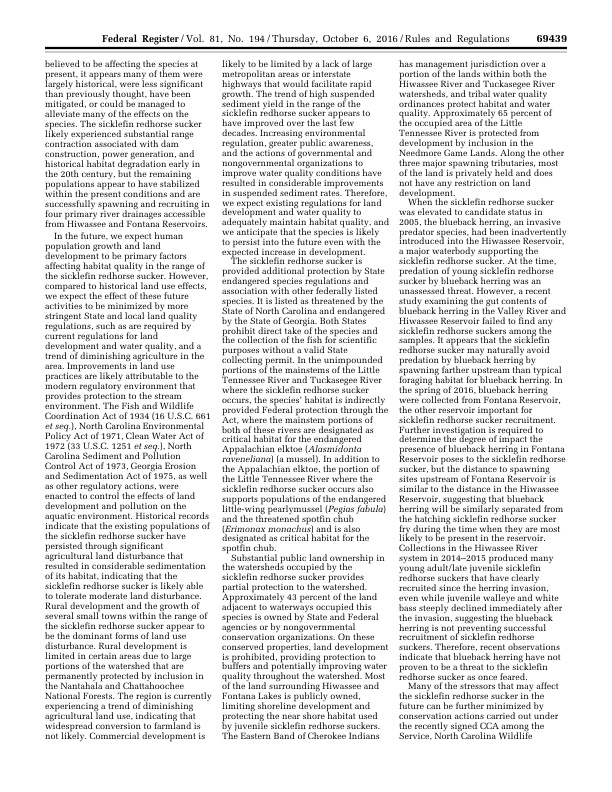 Federal Register / Vol. 81, No. 194 / Thursday, October 6, 2016 / Rules and Regulations 69439
believed to be affecting the species at
present, it appears many of them were
largely historical, were less significant
than previously thought, have been
mitigated, or could be managed to
alleviate many of the effects on the
species. The sicklefin redhorse sucker
likely experienced substantial range
contraction associated with dam
construction, power generation, and
historical habitat degradation early in
the 20th century, but the remaining
populations appear to have stabilized
within the present conditions and are
successfully spawning and recruiting in
four primary river drainages accessible
from Hiwassee and Fontana Reservoirs.
In the future, we expect human
population growth and land
development to be primary factors
affecting habitat quality in the range of
the sicklefin redhorse sucker. However,
compared to historical land use effects,
we expect the effect of these future
activities to be minimized by more
stringent State and local land quality
regulations, such as are required by
current regulations for land
development and water quality, and a
trend of diminishing agriculture in the
area. Improvements in land use
practices are likely attributable to the
modern regulatory environment that
provides protection to the stream
environment. The Fish and Wildlife
Coordination Act of 1934 (16 U.S.C. 661
et seq.), North Carolina Environmental
Policy Act of 1971, Clean Water Act of
1972 (33 U.S.C. 1251 et seq.), North
Carolina Sediment and Pollution
Control Act of 1973, Georgia Erosion
and Sedimentation Act of 1975, as well
as other regulatory actions, were
enacted to control the effects of land
development and pollution on the
aquatic environment. Historical records
indicate that the existing populations of
the sicklefin redhorse sucker have
persisted through significant
agricultural land disturbance that
resulted in considerable sedimentation
of its habitat, indicating that the
sicklefin redhorse sucker is likely able
to tolerate moderate land disturbance.
Rural development and the growth of
several small towns within the range of
the sicklefin redhorse sucker appear to
be the dominant forms of land use
disturbance. Rural development is
limited in certain areas due to large
portions of the watershed that are
permanently protected by inclusion in
the Nantahala and Chattahoochee
National Forests. The region is currently
experiencing a trend of diminishing
agricultural land use, indicating that
widespread conversion to farmland is
not likely. Commercial development is
likely to be limited by a lack of large
metropolitan areas or interstate
highways that would facilitate rapid
growth. The trend of high suspended
sediment yield in the range of the
sicklefin redhorse sucker appears to
have improved over the last few
decades. Increasing environmental
regulation, greater public awareness,
and the actions of governmental and
nongovernmental organizations to
improve water quality conditions have
resulted in considerable improvements
in suspended sediment rates. Therefore,
we expect existing regulations for land
development and water quality to
adequately maintain habitat quality, and
we anticipate that the species is likely
to persist into the future even with the
expected increase in development.
The sicklefin redhorse sucker is
provided additional protection by State
endangered species regulations and
association with other federally listed
species. It is listed as threatened by the
State of North Carolina and endangered
by the State of Georgia. Both States
prohibit direct take of the species and
the collection of the fish for scientific
purposes without a valid State
collecting permit. In the unimpounded
portions of the mainstems of the Little
Tennessee River and Tuckasegee River
where the sicklefin redhorse sucker
occurs, the species' habitat is indirectly
provided Federal protection through the
Act, where the mainstem portions of
both of these rivers are designated as
critical habitat for the endangered
Appalachian elktoe (Alasmidonta
raveneliana) (a mussel). In addition to
the Appalachian elktoe, the portion of
the Little Tennessee River where the
sicklefin redhorse sucker occurs also
supports populations of the endangered
little-wing pearlymussel (Pegias fabula)
and the threatened spotfin chub
(Erimonax monachus) and is also
designated as critical habitat for the
spotfin chub.
Substantial public land ownership in
the watersheds occupied by the
sicklefin redhorse sucker provides
partial protection to the watershed.
Approximately 43 percent of the land
adjacent to waterways occupied this
species is owned by State and Federal
agencies or by nongovernmental
conservation organizations. On these
conserved properties, land development
is prohibited, providing protection to
buffers and potentially improving water
quality throughout the watershed. Most
of the land surrounding Hiwassee and
Fontana Lakes is publicly owned,
limiting shoreline development and
protecting the near shore habitat used
by juvenile sicklefin redhorse suckers.
The Eastern Band of Cherokee Indians
has management jurisdiction over a
portion of the lands within both the
Hiwassee River and Tuckasegee River
watersheds, and tribal water quality
ordinances protect habitat and water
quality. Approximately 65 percent of
the occupied area of the Little
Tennessee River is protected from
development by inclusion in the
Needmore Game Lands. Along the other
three major spawning tributaries, most
of the land is privately held and does
not have any restriction on land
development.
When the sicklefin redhorse sucker
was elevated to candidate status in
2005, the blueback herring, an invasive
predator species, had been inadvertently
introduced into the Hiwassee Reservoir,
a major waterbody supporting the
sicklefin redhorse sucker. At the time,
predation of young sicklefin redhorse
sucker by blueback herring was an
unassessed threat. However, a recent
study examining the gut contents of
blueback herring in the Valley River and
Hiwassee Reservoir failed to find any
sicklefin redhorse suckers among the
samples. It appears that the sicklefin
redhorse sucker may naturally avoid
predation by blueback herring by
spawning farther upstream than typical
foraging habitat for blueback herring. In
the spring of 2016, blueback herring
were collected from Fontana Reservoir,
the other reservoir important for
sicklefin redhorse sucker recruitment.
Further investigation is required to
determine the degree of impact the
presence of blueback herring in Fontana
Reservoir poses to the sicklefin redhorse
sucker, but the distance to spawning
sites upstream of Fontana Reservoir is
similar to the distance in the Hiwassee
Reservoir, suggesting that blueback
herring will be similarly separated from
the hatching sicklefin redhorse sucker
fry during the time when they are most
likely to be present in the reservoir.
Collections in the Hiwassee River
system in 2014–2015 produced many
young adult/late juvenile sicklefin
redhorse suckers that have clearly
recruited since the herring invasion,
even while juvenile walleye and white
bass steeply declined immediately after
the invasion, suggesting the blueback
herring is not preventing successful
recruitment of sicklefin redhorse
suckers. Therefore, recent observations
indicate that blueback herring have not
proven to be a threat to the sicklefin
redhorse sucker as once feared.
Many of the stressors that may affect
the sicklefin redhorse sucker in the
future can be further minimized by
conservation actions carried out under
the recently signed CCA among the
Service, North Carolina Wildlife